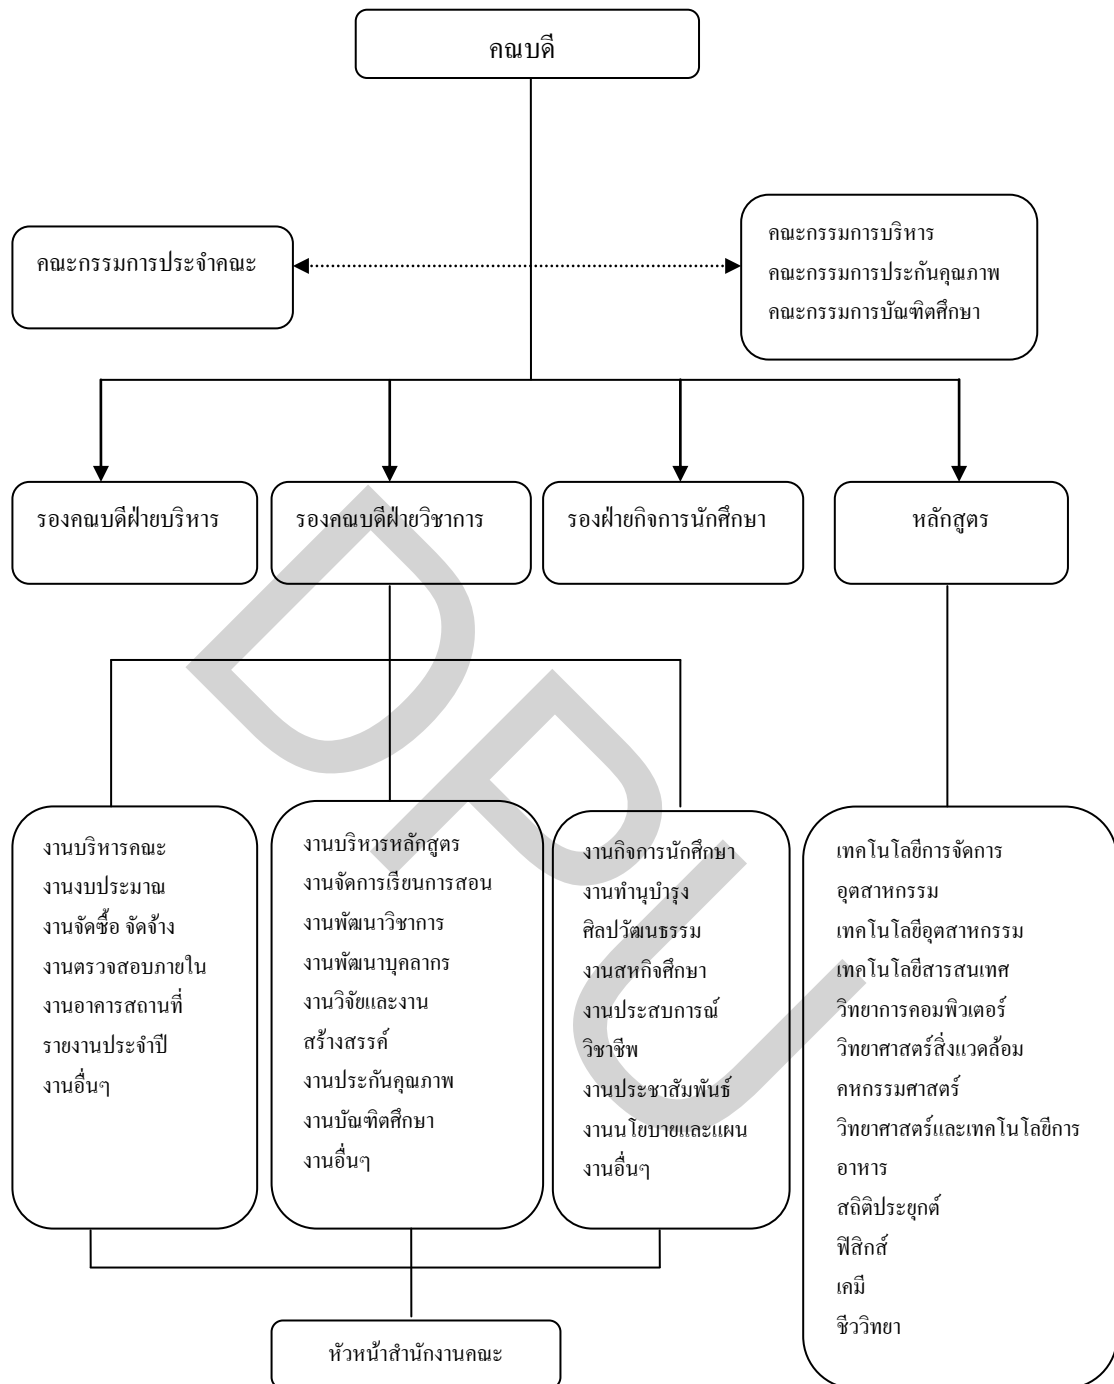 คณบดี
คณะกรรมการประจำคณะ
คณะกรรมการบริหาร
คณะกรรมการประกันคุณภาพ
คณะกรรมการบัณฑิตศึกษา
รองคณบดีฝ่ายบริหาร
รองคณบดีฝ่ายวิชาการ
รองฝ่ายกิจการนักศึกษา
หลักสูตร
งานบริหารคณะ
งานงบประมาณ
งานจัดซื้อ จัดจ้าง
งานตรวจสอบภายใน
งานอาคารสถานที่
รายงานประจำปี
งานอื่นๆ
งานบริหารหลักสูตร
งานจัดการเรียนการสอน
งานพัฒนาวิชาการ
งานพัฒนาบุคลากร
งานวิจัยและงาน
สร้างสรรค์
งานประกันคุณภาพ
งานบัณฑิตศึกษา
งานอื่นๆ
งานกิจการนักศึกษา
งานทำนุบำรุง
ศิลปวัฒนธรรม
งานสหกิจศึกษา
งานประสบการณ์
วิชาชีพ
งานประชาสัมพันธ์
งานนโยบายและแผน
งานอื่นๆ
เทคโนโลยีการจัดการ
อุตสาหกรรม
เทคโนโลยีอุตสาหกรรม
เทคโนโลยีสารสนเทศ
วิทยาการคอมพิวเตอร์
วิทยาศาสตร์สิ่งแวดล้อม
คหกรรมศาสตร์
วิทยาศาสตร์และเทคโนโลยีการ
อาหาร
สถิติประยุกต์
ฟิสิกส์
เคมี
ชีววิทยา
หัวหน้าสำนักงานคณะ
DPU